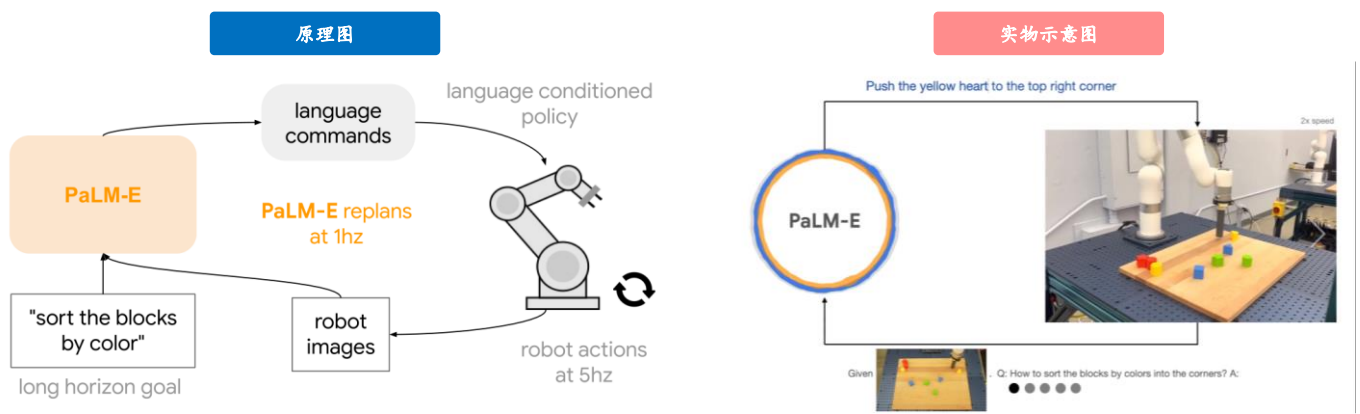 原理图
language
commands
language conditioned
policy
PaLM-E
PaLM-E replans
at 1hz
"sort the blocks
by color"
long horizon goal
robot
images
robot actions
at 5hz
实物示意图
Push the yellow heart to the top right corner
2x speed
PaLM-E
Given
. Q: How to sort the blocks by colors into the corners? A: